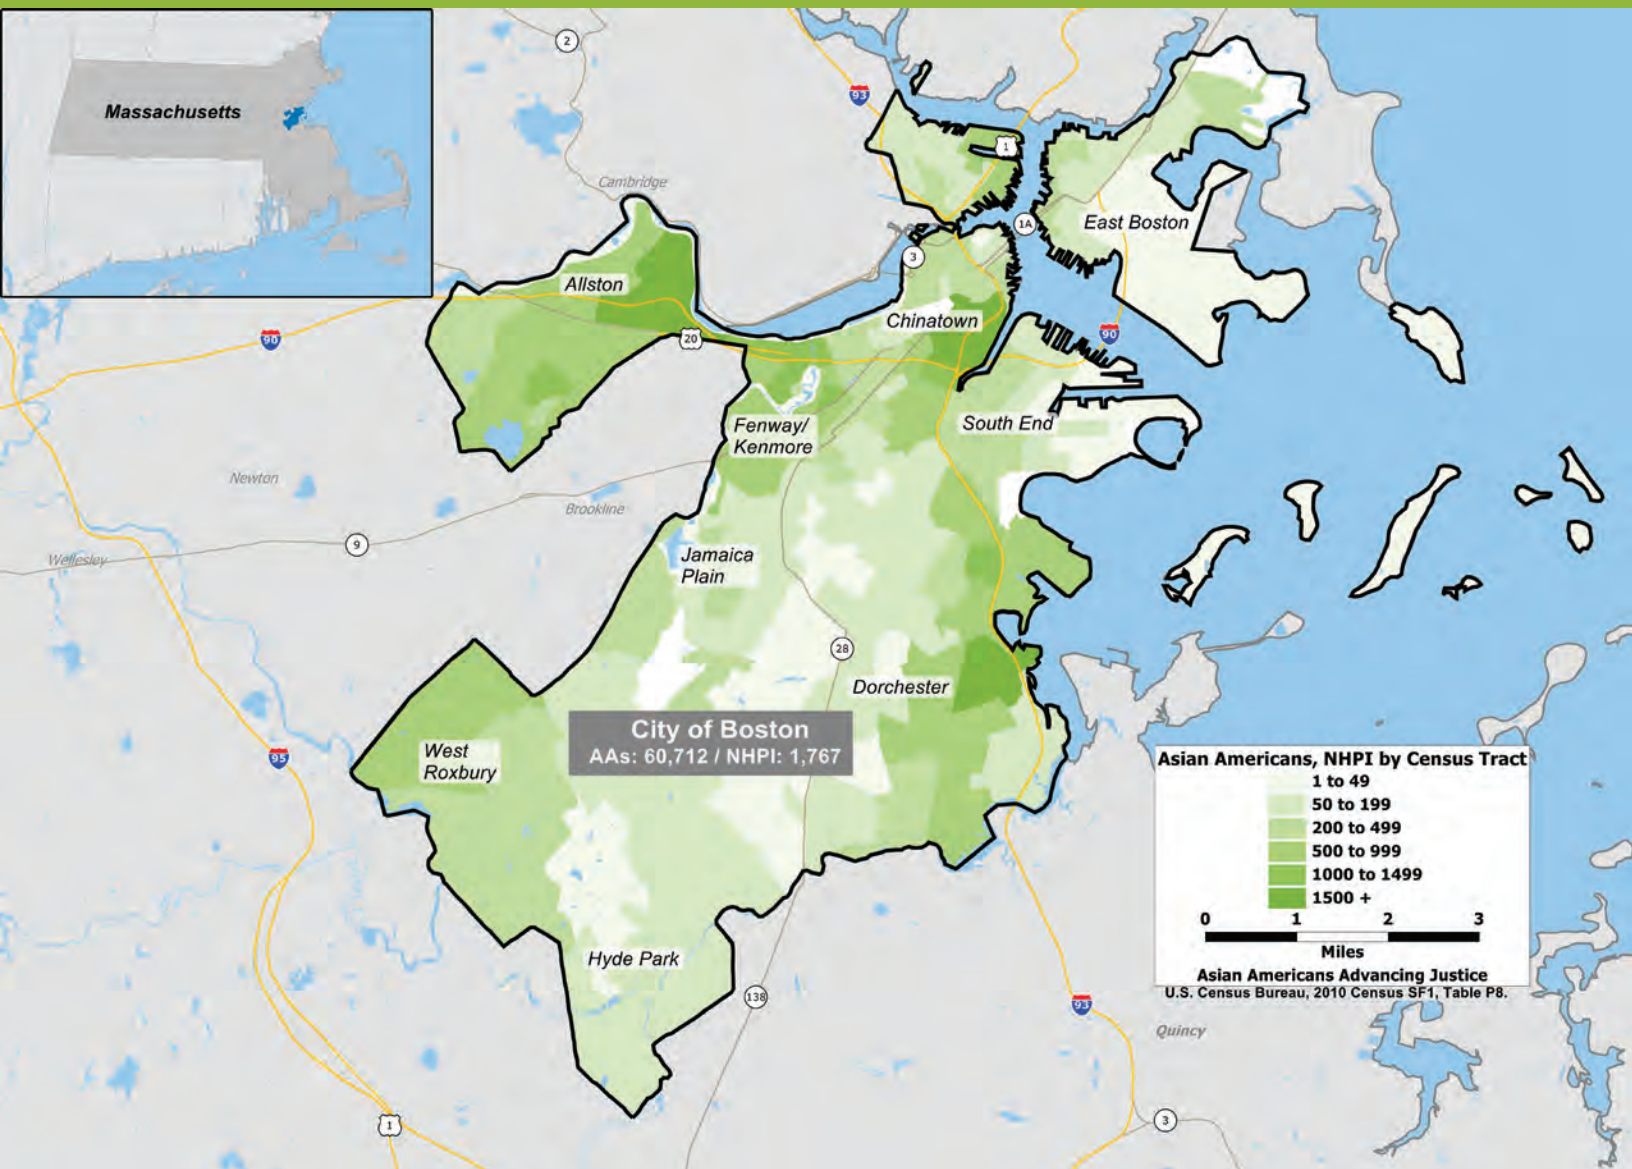 Massachusetts
2
93
1
Cambridge
East Boston
1A
3
Allston
Chinatown
90
20
90
South End
Fenway/
Kenmore
Newton
Brookline
9
Wellesley
Jamaica
Plain
28
Dorchester
City of Boston
AAs: 60,712 / NHPI: 1,767
West
Roxbury
95
Asian Americans, NHPI by Census Tract
1 to 49
50 to 199
200 to 499
500 to 999
1000 to 1499
1500 +
0 1 2 3
Miles
Asian Americans Advancing Justice
U.S. Census Bureau, 2010 Census SF1, Table P8.
Hyde Park
138
93
Quincy
1
3